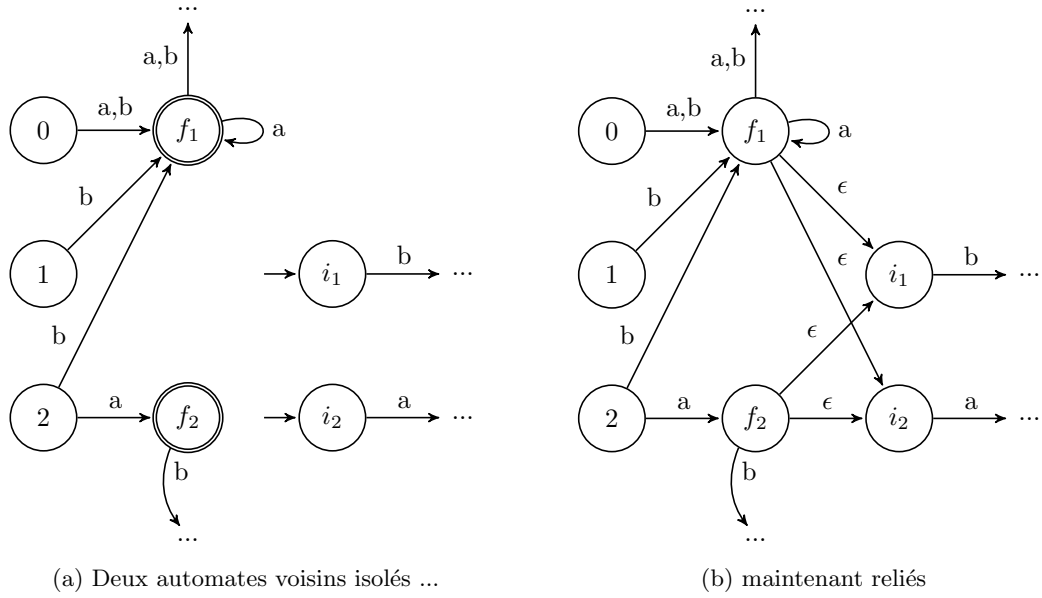 ...
...
a,b
a,b
a,b
a,b
0
f₁
a
0
f₁
a
b
ϵ
b
1
i₁
b
...
b
ϵ
1
i₁
b
...
b
ϵ
b
2
a
f₂
i₂
a
...
2
a
f₂
ϵ
i₂
a
...
b
b
...
...
(a) Deux automates voisins isolés ...
(b) maintenant reliés